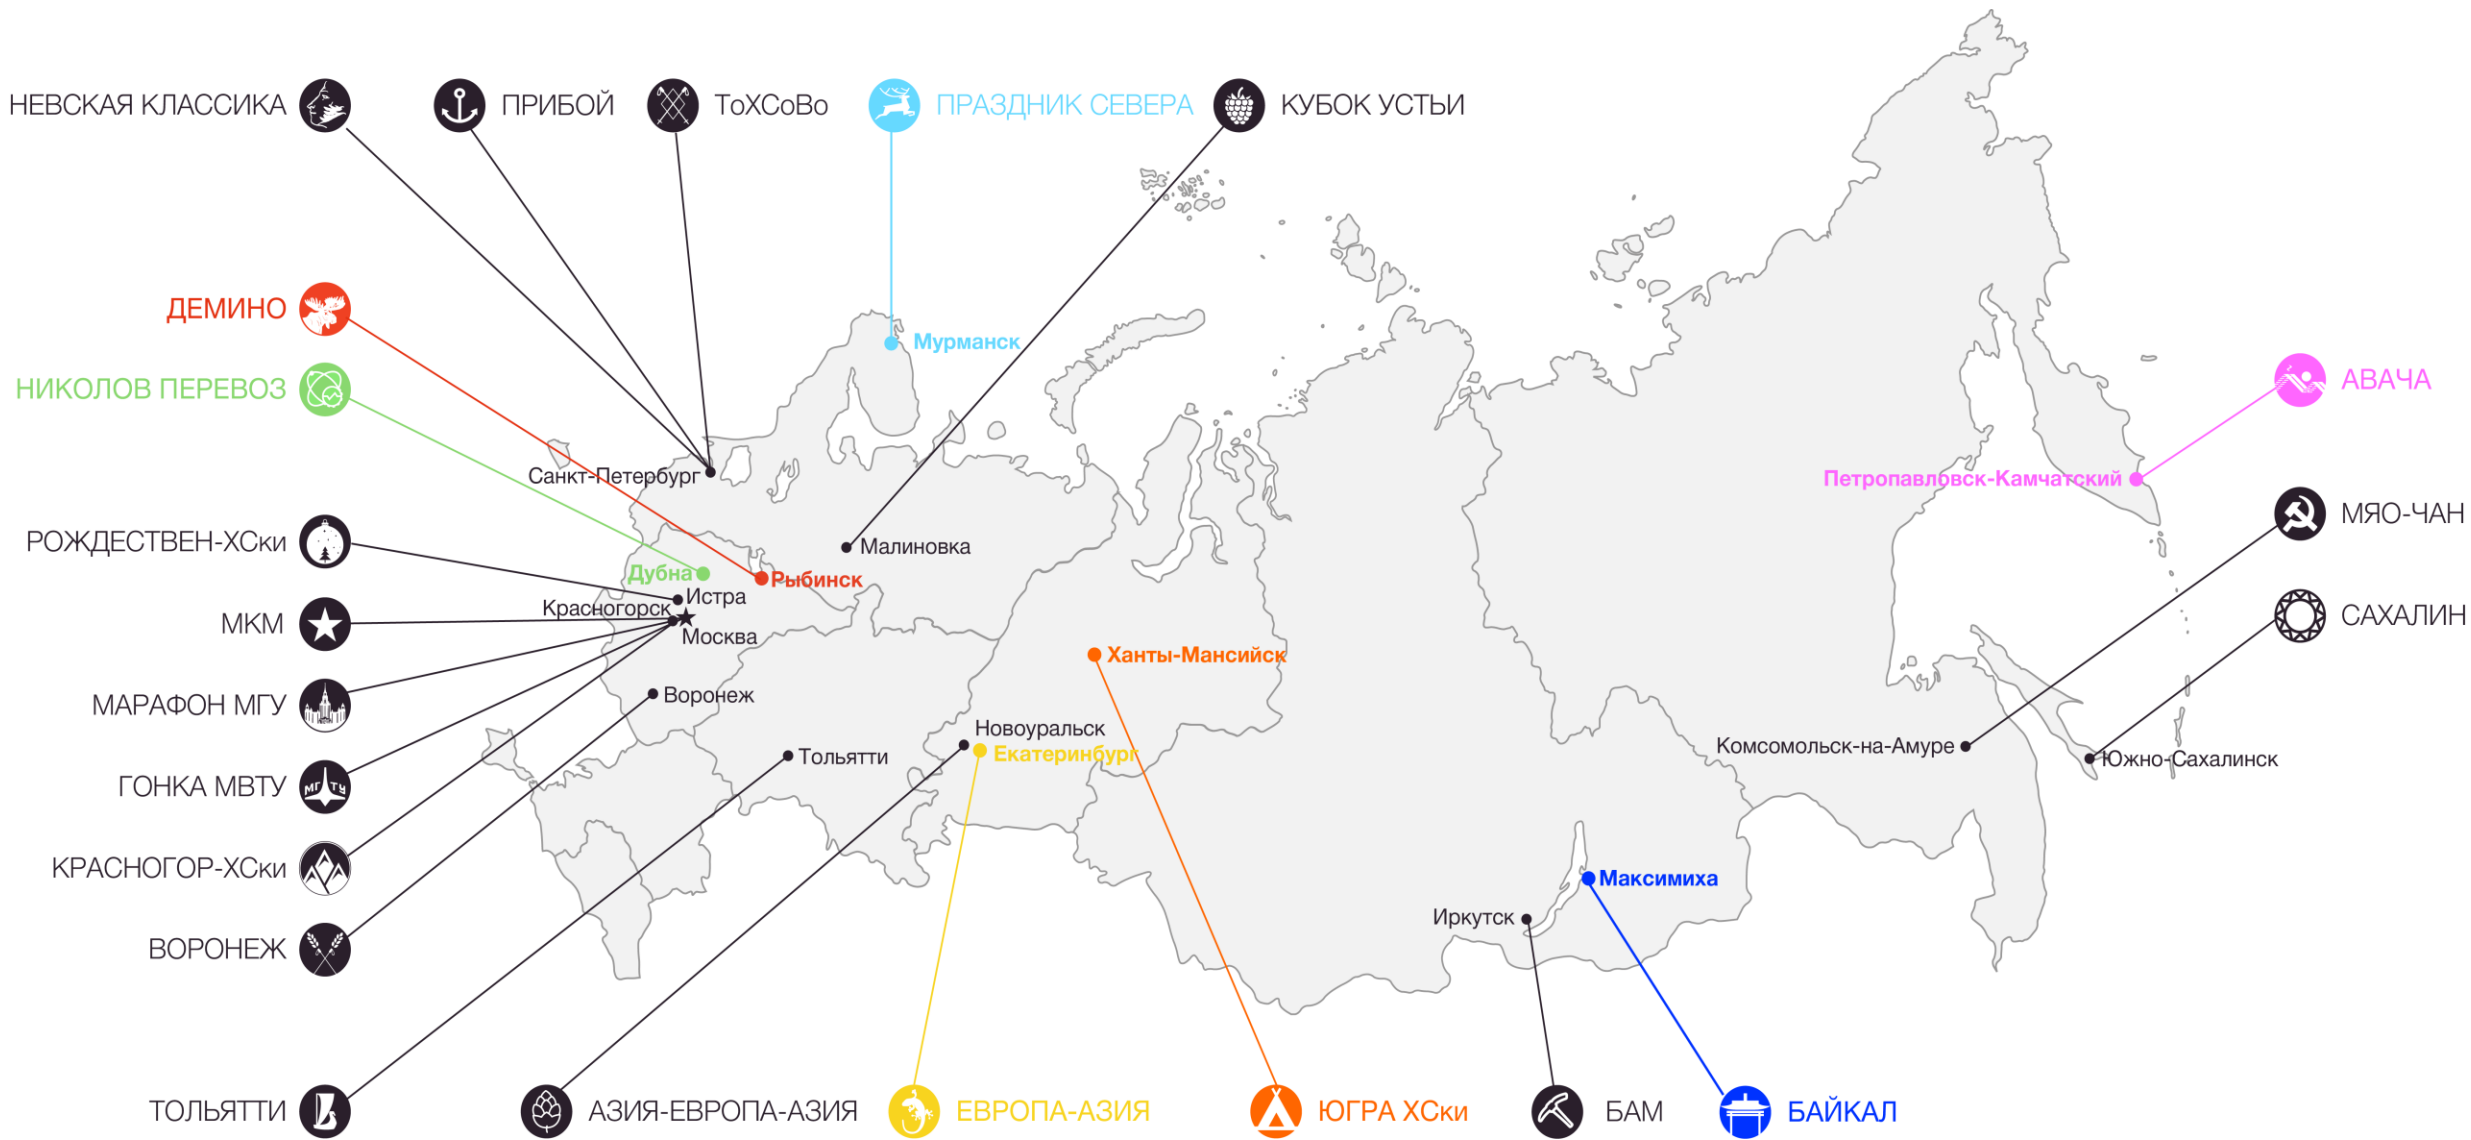 НЕВСКАЯ КЛАССИКА
ПРИБОЙ
ТоХСоВо
ПРАЗДНИК СЕВЕРА
КУБОК УСТЬИ
ДЕМИНО
Мурманск
НИКОЛОВ ПЕРЕВОЗ
АВАЧА
Санкт-Петербург
Петропавловск-Камчатский
МЯО-ЧАН
РОЖДЕСТВЕН-ХСки
Малиновка
Дубна
Рыбинск
Истра
Красногорск
САХАЛИН
МКМ
Москва
Ханты-Мансийск
МАРАФОН МГУ
Воронеж
Новоуральск
Екатеринбург
Тольятти
Комсомольск-на-Амуре
Южно-Сахалинск
ГОНКА МВТУ
МГ ТУ
КРАСНОГОР-ХСки
Максимиха
Иркутск
ВОРОНЕЖ
ТОЛЬЯТТИ
АЗИЯ-ЕВРОПА-АЗИЯ
ЕВРОПА-АЗИЯ
ЮГРА ХСки
БАМ
БАЙКАЛ